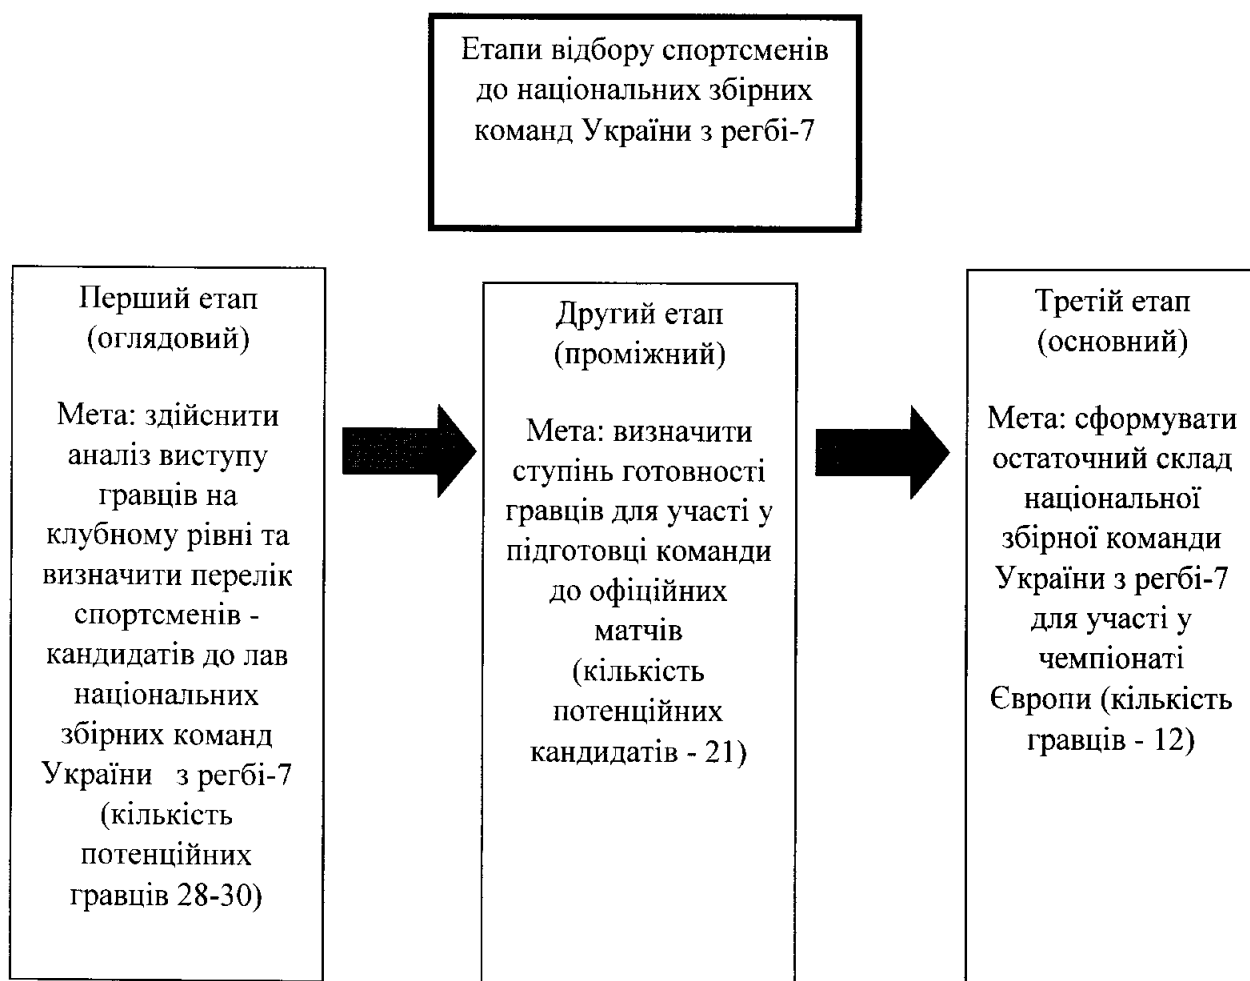 Етапи відбору спортсменів
до національних збірних
команд України з регбі-7
Перший етап
(оглядовий)
Мета: здійснити
аналіз виступу
гравців на
клубному рівні та
визначити перелік
спортсменів -
кандидатів до лав
національних
збірних команд
України з регбі-7
(кількість
потенційних
гравців 28-30)
Другий етап
(проміжний)
Мета: визначити
ступінь готовності
гравців для участі у
підготовці команди
до офіційних
матчів
(кількість
потенційних
кандидатів - 21)
Третій етап
(основний)
Мета: сформувати
остаточний склад
національної
збірної команди
України з регбі-7
для участі у
чемпіонаті
Європи (кількість
гравців - 12)